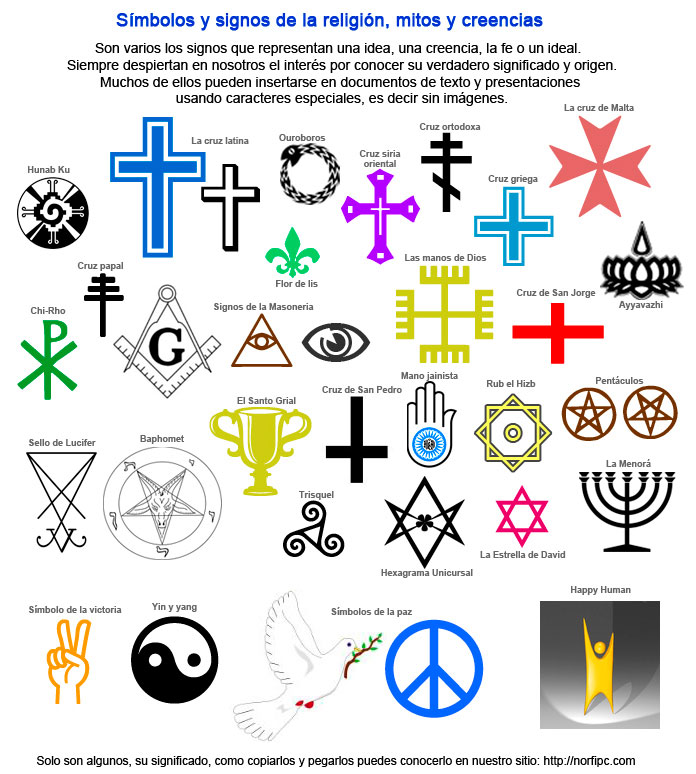 Símbolos y signos de la religión, mitos y creencias
Son varios los signos que representan una idea, una creencia, la fe o un ideal.
Siempre despiertan en nosotros el interés por conocer su verdadero significado y origen.
Muchos de ellos pueden insertarse en documentos de texto y presentaciones
usando caracteres especiales, es decir sin imágenes.
La cruz de Malta
Cruz ortodoxa
Ouroboros
La cruz latina
Cruz siria
oriental
Hunab Ku
Cruz griega
Las manos de Dios
Cruz papal
Flor de lis
Cruz de San Jorge
Ayyavazhi
Chi-Rho
Signos de la Masoneria
G
Mano jainista
Rub el Hizb
Pentáculos
Cruz de San Pedro
El Santo Grial
Sello de Lucifer
Baphomet
La Menorá
Trisquel
La Estrella de David
Hexagrama Unicursal
Happy Human
Símbolo de la victoria
Yin y yang
Símbolos de la paz
Solo son algunos, su significado, como copiarlos y pegarlos puedes conocerlo en nuestro sitio: http://norfipc.com